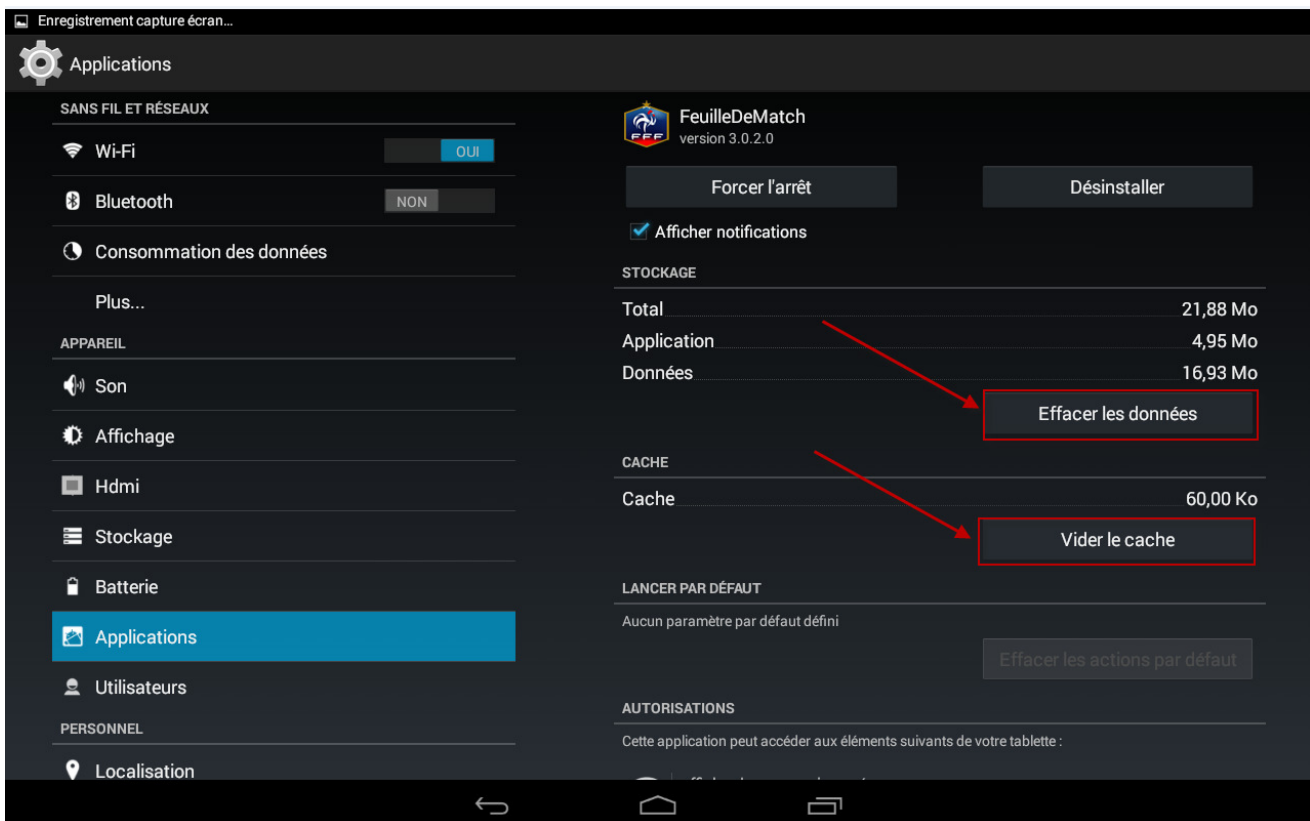 Enregistrement capture écran...
Applications
SANS FIL ET RÉSEAUX
Wi-Fi OUI
Bluetooth NON
Consommation des données
Plus...
APPAREIL
Son
Affichage
Hdmi
Stockage
Batterie
Applications
Utilisateurs
PERSONNEL
Localisation
FFF
FeuilleDeMatch
version 3.0.2.0
Forcer l'arrêt Désinstaller
Afficher notifications
STOCKAGE
Total 21,88 Mo
Application 4,95 Mo
Données 16,93 Mo
Effacer les données
CACHE
Cache 60,00 Ko
Vider le cache
LANCER PAR DÉFAUT
Aucun paramètre par défaut défini
Effacer les actions par défaut
AUTORISATIONS
Cette application peut accéder aux éléments suivants de votre tablette :